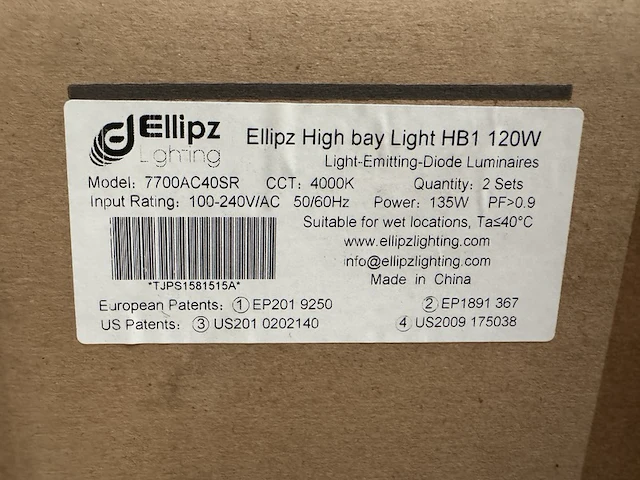 Ellipz
Lighting
Ellipz High bay Light HB1 120W
Light-Emitting-Diode Luminaires
Model: 7700AC40SR CCT: 4000K Quantity: 2 Sets
Input Rating: 100-240V/AC 50/60Hz Power: 135W PF>0.9
Suitable for wet locations, Ta≤40°C
www.ellipzlighting.com
info@ellipzlighting.com
Made in China
*TJPS1581515A*
European Patents: ① EP201 9250 ② EP1891 367
US Patents: ③ US201 0202140 ④ US2009 175038